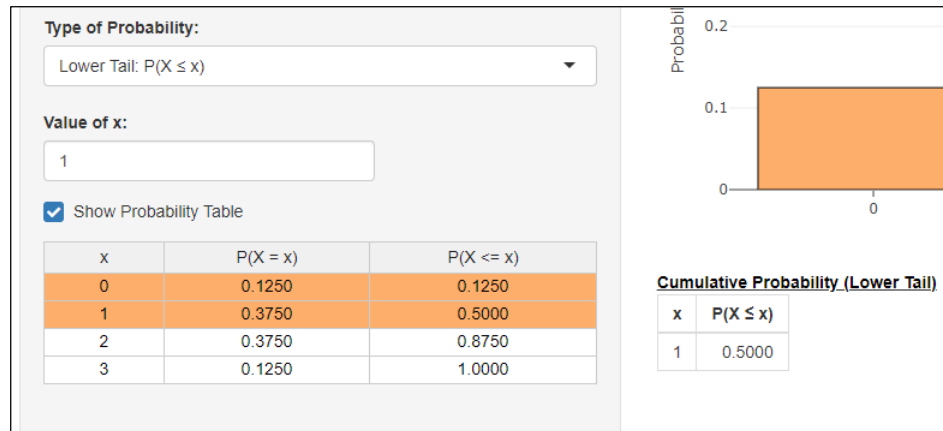 Type of Probability:
Lower Tail: P(X ≤ x)
Value of x:
1
Show Probability Table
x P(X = x) P(X <= x)
0 0.1250 0.1250
1 0.3750 0.5000
2 0.3750 0.8750
3 0.1250 1.0000
Probabil
0.2
0.1
0
0
Cumulative Probability (Lower Tail)
x P(X ≤ x)
1 0.5000